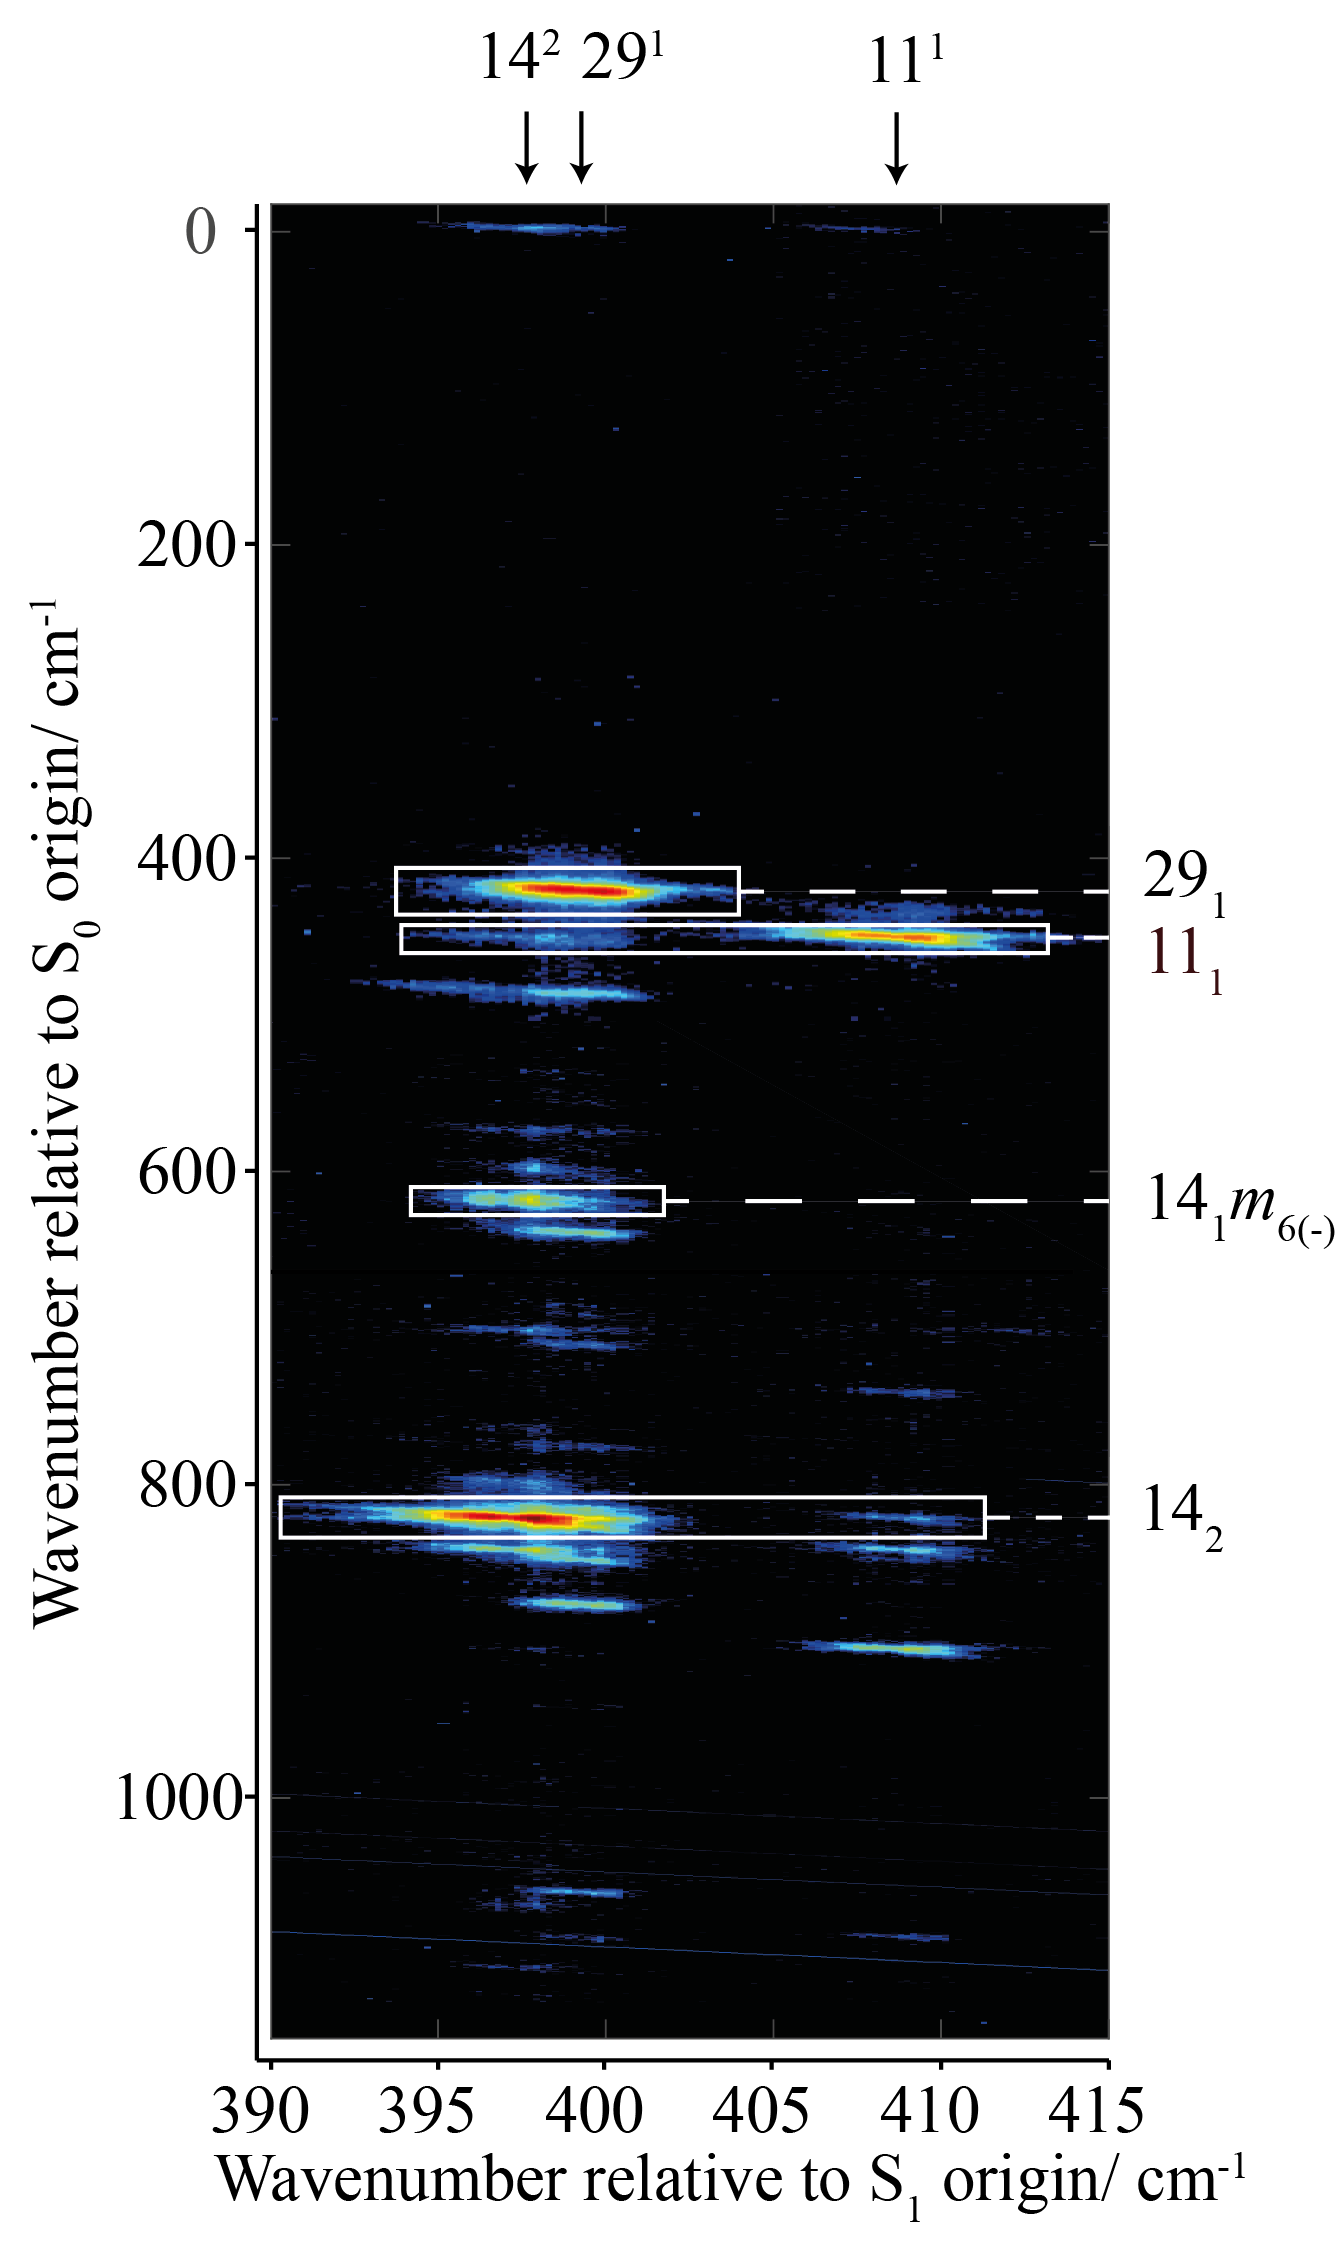 14² 29¹ 11¹
0
200
400
600
800
1000
Wavenumber relative to S₀ origin/ cm⁻¹
29₁
11₁
14₁m₆₍₋₎
14₂
390 395 400 405 410 415
Wavenumber relative to S₁ origin/ cm⁻¹